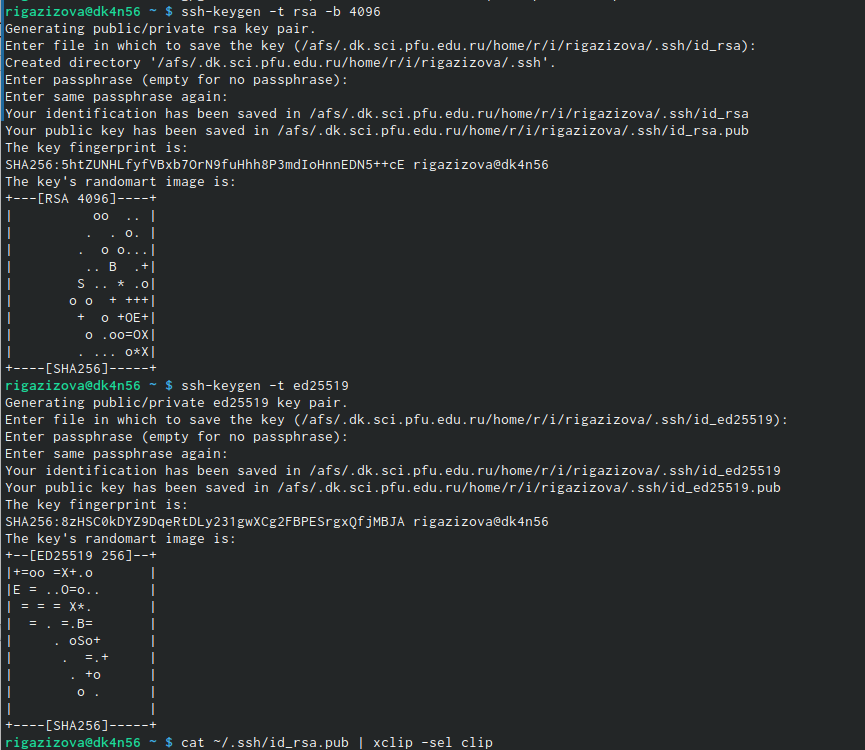 rigazizova@dk4n56 ~ $ ssh-keygen -t rsa -b 4096
Generating public/private rsa key pair.
Enter file in which to save the key (/afs/.dk.sci.pfu.edu.ru/home/r/i/rigazizova/.ssh/id_rsa):
Created directory '/afs/.dk.sci.pfu.edu.ru/home/r/i/rigazizova/.ssh'.
Enter passphrase (empty for no passphrase):
Enter same passphrase again:
Your identification has been saved in /afs/.dk.sci.pfu.edu.ru/home/r/i/rigazizova/.ssh/id_rsa
Your public key has been saved in /afs/.dk.sci.pfu.edu.ru/home/r/i/rigazizova/.ssh/id_rsa.pub
The key fingerprint is:
SHA256:5htZUNHLfyfVBxb7OrN9fuHhh8P3mdIoHnnEDN5++cE rigazizova@dk4n56
The key's randomart image is:
+---[RSA 4096]----+
|          oo  .. |
|         .  . o. |
|        .  o o...|
|         .. B  .+|
|        S .. * .o|
|       o o  + +++|
|        +  o +OE+|
|         o .oo=OX|
|        . ... o*X|
+----[SHA256]-----+
rigazizova@dk4n56 ~ $ ssh-keygen -t ed25519
Generating public/private ed25519 key pair.
Enter file in which to save the key (/afs/.dk.sci.pfu.edu.ru/home/r/i/rigazizova/.ssh/id_ed25519):
Enter passphrase (empty for no passphrase):
Enter same passphrase again:
Your identification has been saved in /afs/.dk.sci.pfu.edu.ru/home/r/i/rigazizova/.ssh/id_ed25519
Your public key has been saved in /afs/.dk.sci.pfu.edu.ru/home/r/i/rigazizova/.ssh/id_ed25519.pub
The key fingerprint is:
SHA256:8zHSC0kDYZ9DqeRtDLy231gwXCg2FBPESrgxQfjMBJA rigazizova@dk4n56
The key's randomart image is:
+--[ED25519 256]--+
|+=oo =X+.o       |
|E = ..O=o..      |
| = = = X*.       |
|  = . =.B=       |
|     . oSo+      |
|      .  =.+     |
|       . +o      |
|        o .      |
|                 |
+----[SHA256]-----+
rigazizova@dk4n56 ~ $ cat ~/.ssh/id_rsa.pub | xclip -sel clip